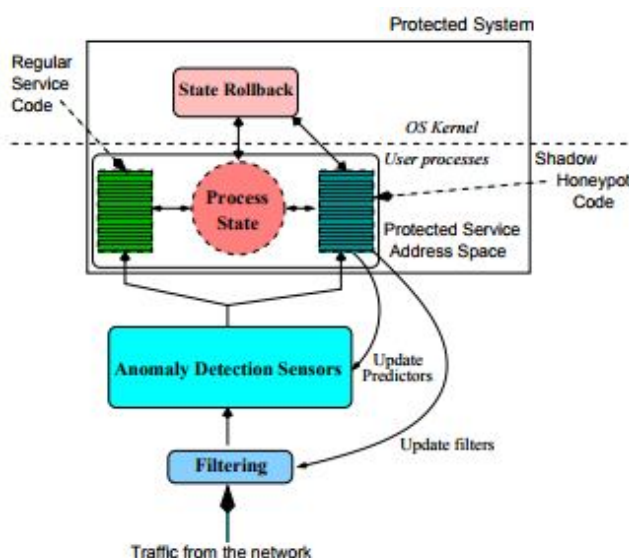 Protected System
Regular
Service
Code
State Rollback
OS Kernel
User processes
Shadow
Honeypot
Code
Process
State
Protected Service
Address Space
Anomaly Detection Sensors
Update
Predictors
Update filters
Filtering
Traffic from the network